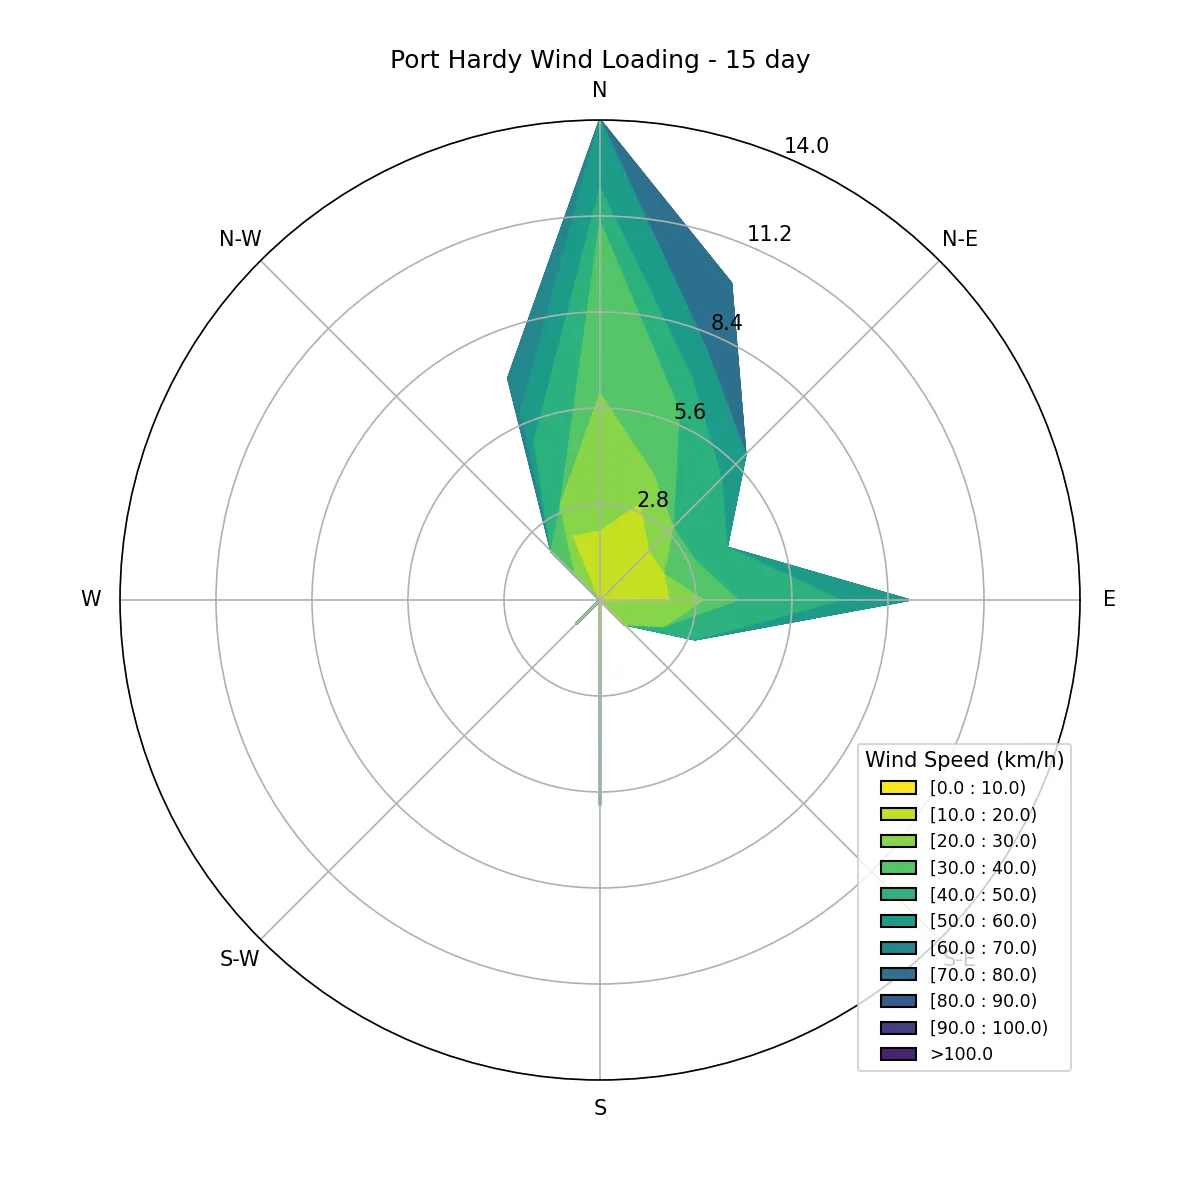 Port Hardy Wind Loading - 15 day
N
14.0
11.2
N-W
N-E
8.4
5.6
2.8
W
E
Wind Speed (km/h)
[0.0 : 10.0)
[10.0 : 20.0)
[20.0 : 30.0)
[30.0 : 40.0)
[40.0 : 50.0)
[50.0 : 60.0)
[60.0 : 70.0)
[70.0 : 80.0)
[80.0 : 90.0)
[90.0 : 100.0)
>100.0
S-W
S-E
S